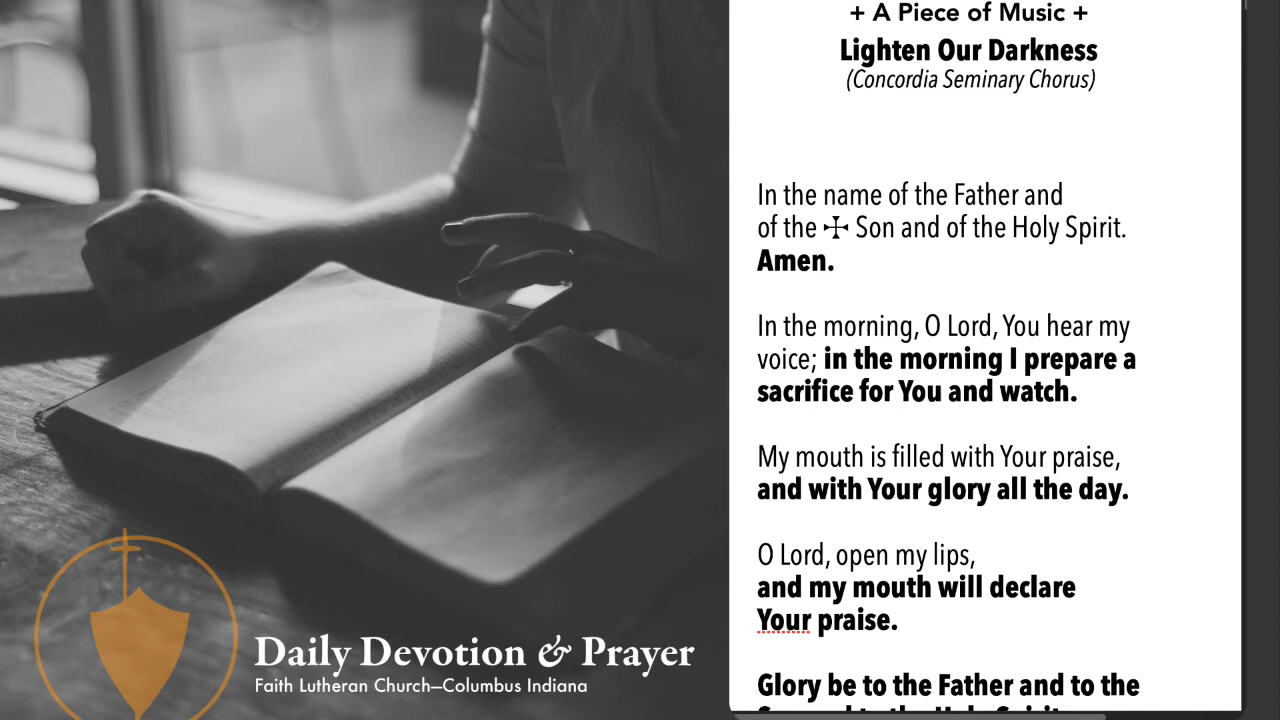 + A Piece of Music +
Lighten Our Darkness
(Concordia Seminary Chorus)
In the name of the Father and
of the ☩ Son and of the Holy Spirit.
Amen.
In the morning, O Lord, You hear my
voice; in the morning I prepare a
sacrifice for You and watch.
My mouth is filled with Your praise,
and with Your glory all the day.
O Lord, open my lips,
and my mouth will declare
Your praise.
Glory be to the Father and to the
Daily Devotion & Prayer
Faith Lutheran Church—Columbus Indiana